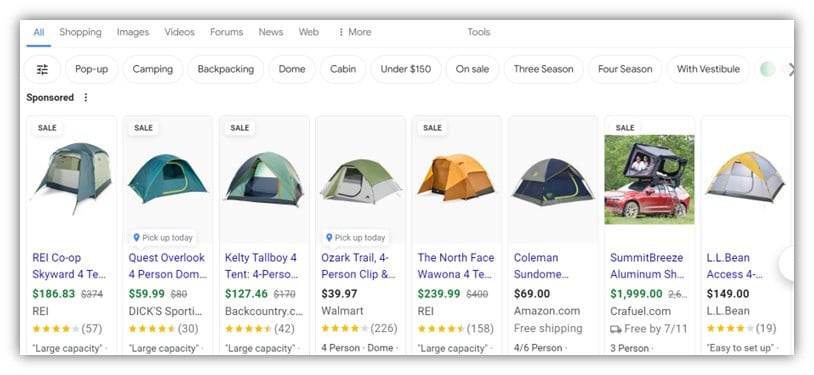 All Shopping Images Videos Forums News Web More Tools
Pop-up Camping Backpacking Dome Cabin Under $150 On sale Three Season Four Season With Vestibule
Sponsored
SALE SALE SALE SALE SALE
Pick up today Pick up today
REI Co-op
Skyward 4 Te...
$186.83 $374
REI
(57)
"Large capacity" ·
Quest Overlook
4 Person Dom...
$59.99 $80
DICK'S Sporti...
(30)
"Large capacity" ·
Kelty Tallboy 4
Tent: 4-Perso...
$127.46 $170
Backcountry.c...
(42)
"Large capacity" ·
Ozark Trail, 4-
Person Clip &...
$39.97
Walmart
(226)
4 Person · Dome ·
The North Face
Wawona 4 Te...
$239.99 $400
REI
(158)
"Large capacity" ·
Coleman
Sundome...
$69.00
Amazon.com
Free shipping
4/6 Person ·
SummitBreeze
Aluminum Sh...
$1,999.00 2,6...
Crafuel.com
Free by 7/11
3 Person ·
L.L.Bean
Access 4-...
$149.00
L.L.Bean
(19)
"Easy to set up" ·